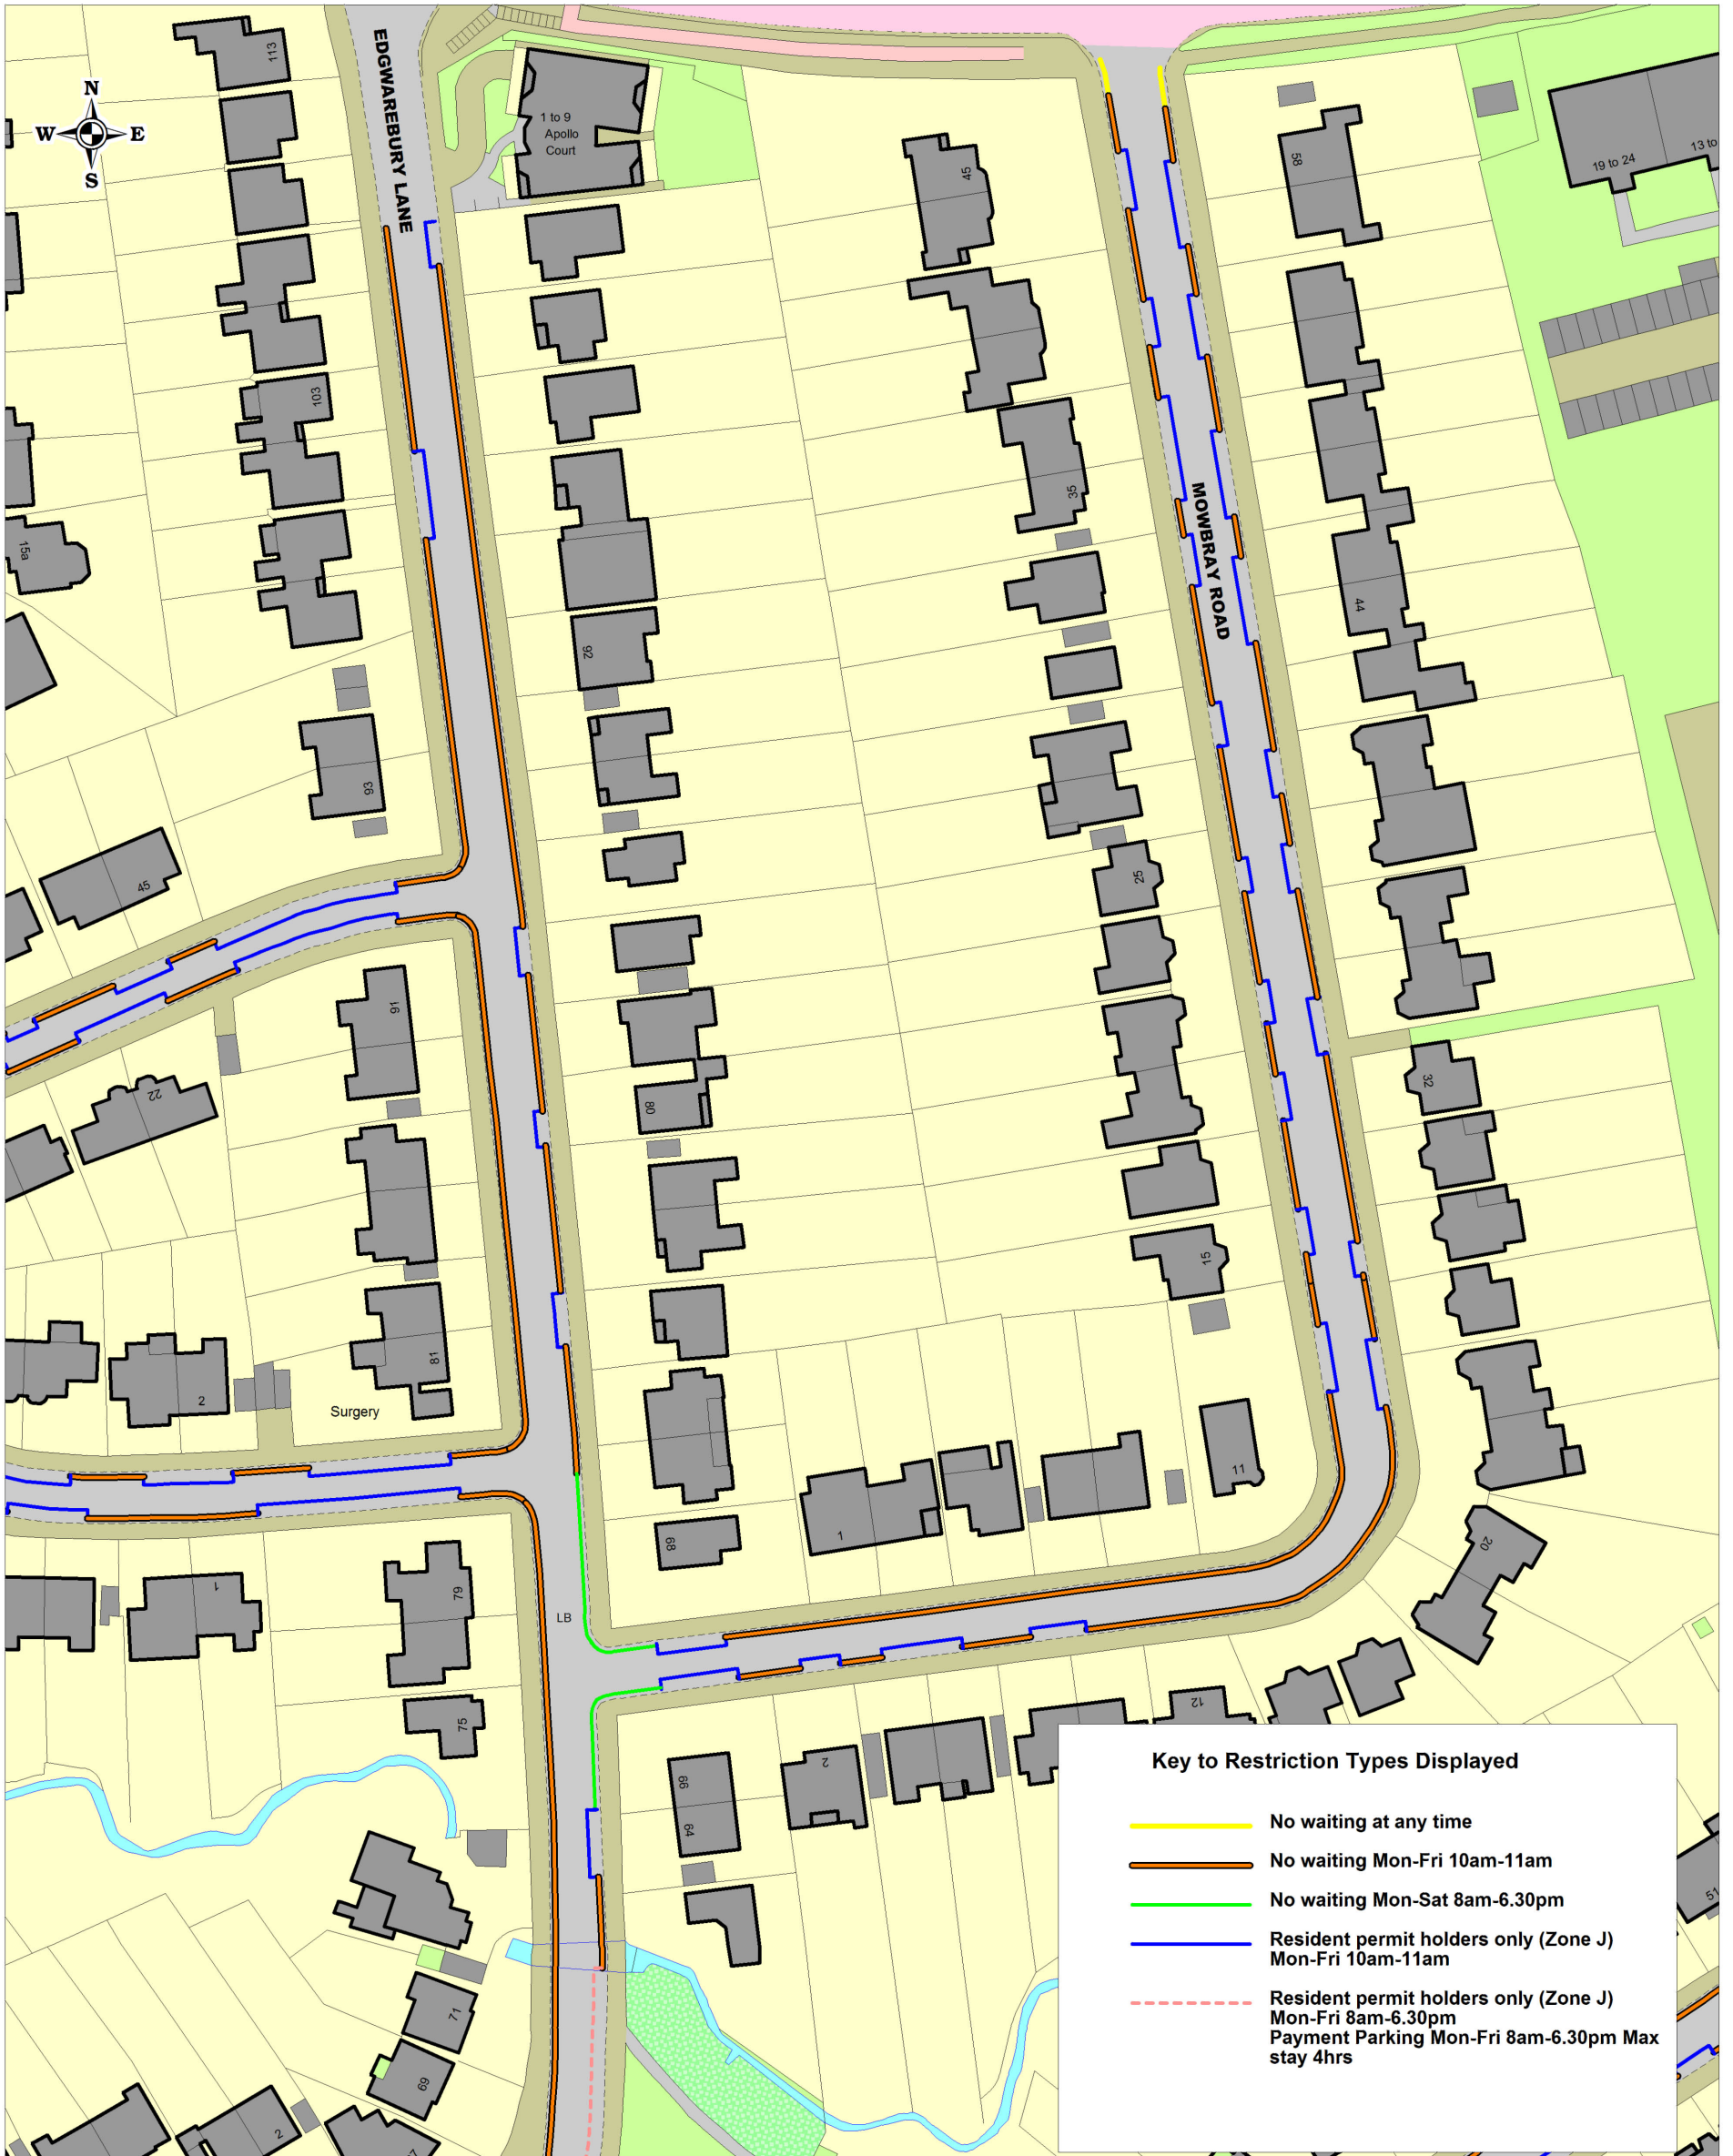 113
EDGWAREBURY LANE
N
W E
S
1 to 9
Apollo
Court
45
58
19 to 24
13 to
103
35
MOWBRAY ROAD
44
15a
92
93
25
45
91
22
80
32
15
81
2
Surgery
11
1
68
20
79
1
LB
75
12
66
64
2
71
69
2
51
Key to Restriction Types Displayed
No waiting at any time
No waiting Mon-Fri 10am-11am
No waiting Mon-Sat 8am-6.30pm
Resident permit holders only (Zone J)
Mon-Fri 10am-11am
Resident permit holders only (Zone J)
Mon-Fri 8am-6.30pm
Payment Parking Mon-Fri 8am-6.30pm Max
stay 4hrs